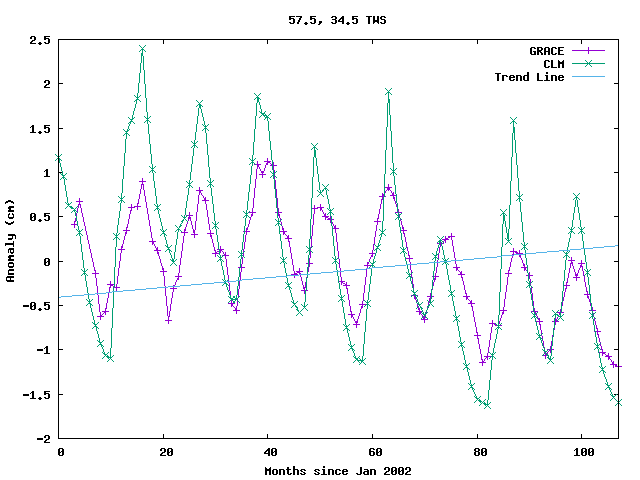 57.5, 34.5 TWS
GRACE
CLM
Trend Line
2.5
2
1.5
1
0.5
0
-0.5
-1
-1.5
-2
Anomaly (cm)
0 20 40 60 80 100
Months since Jan 2002